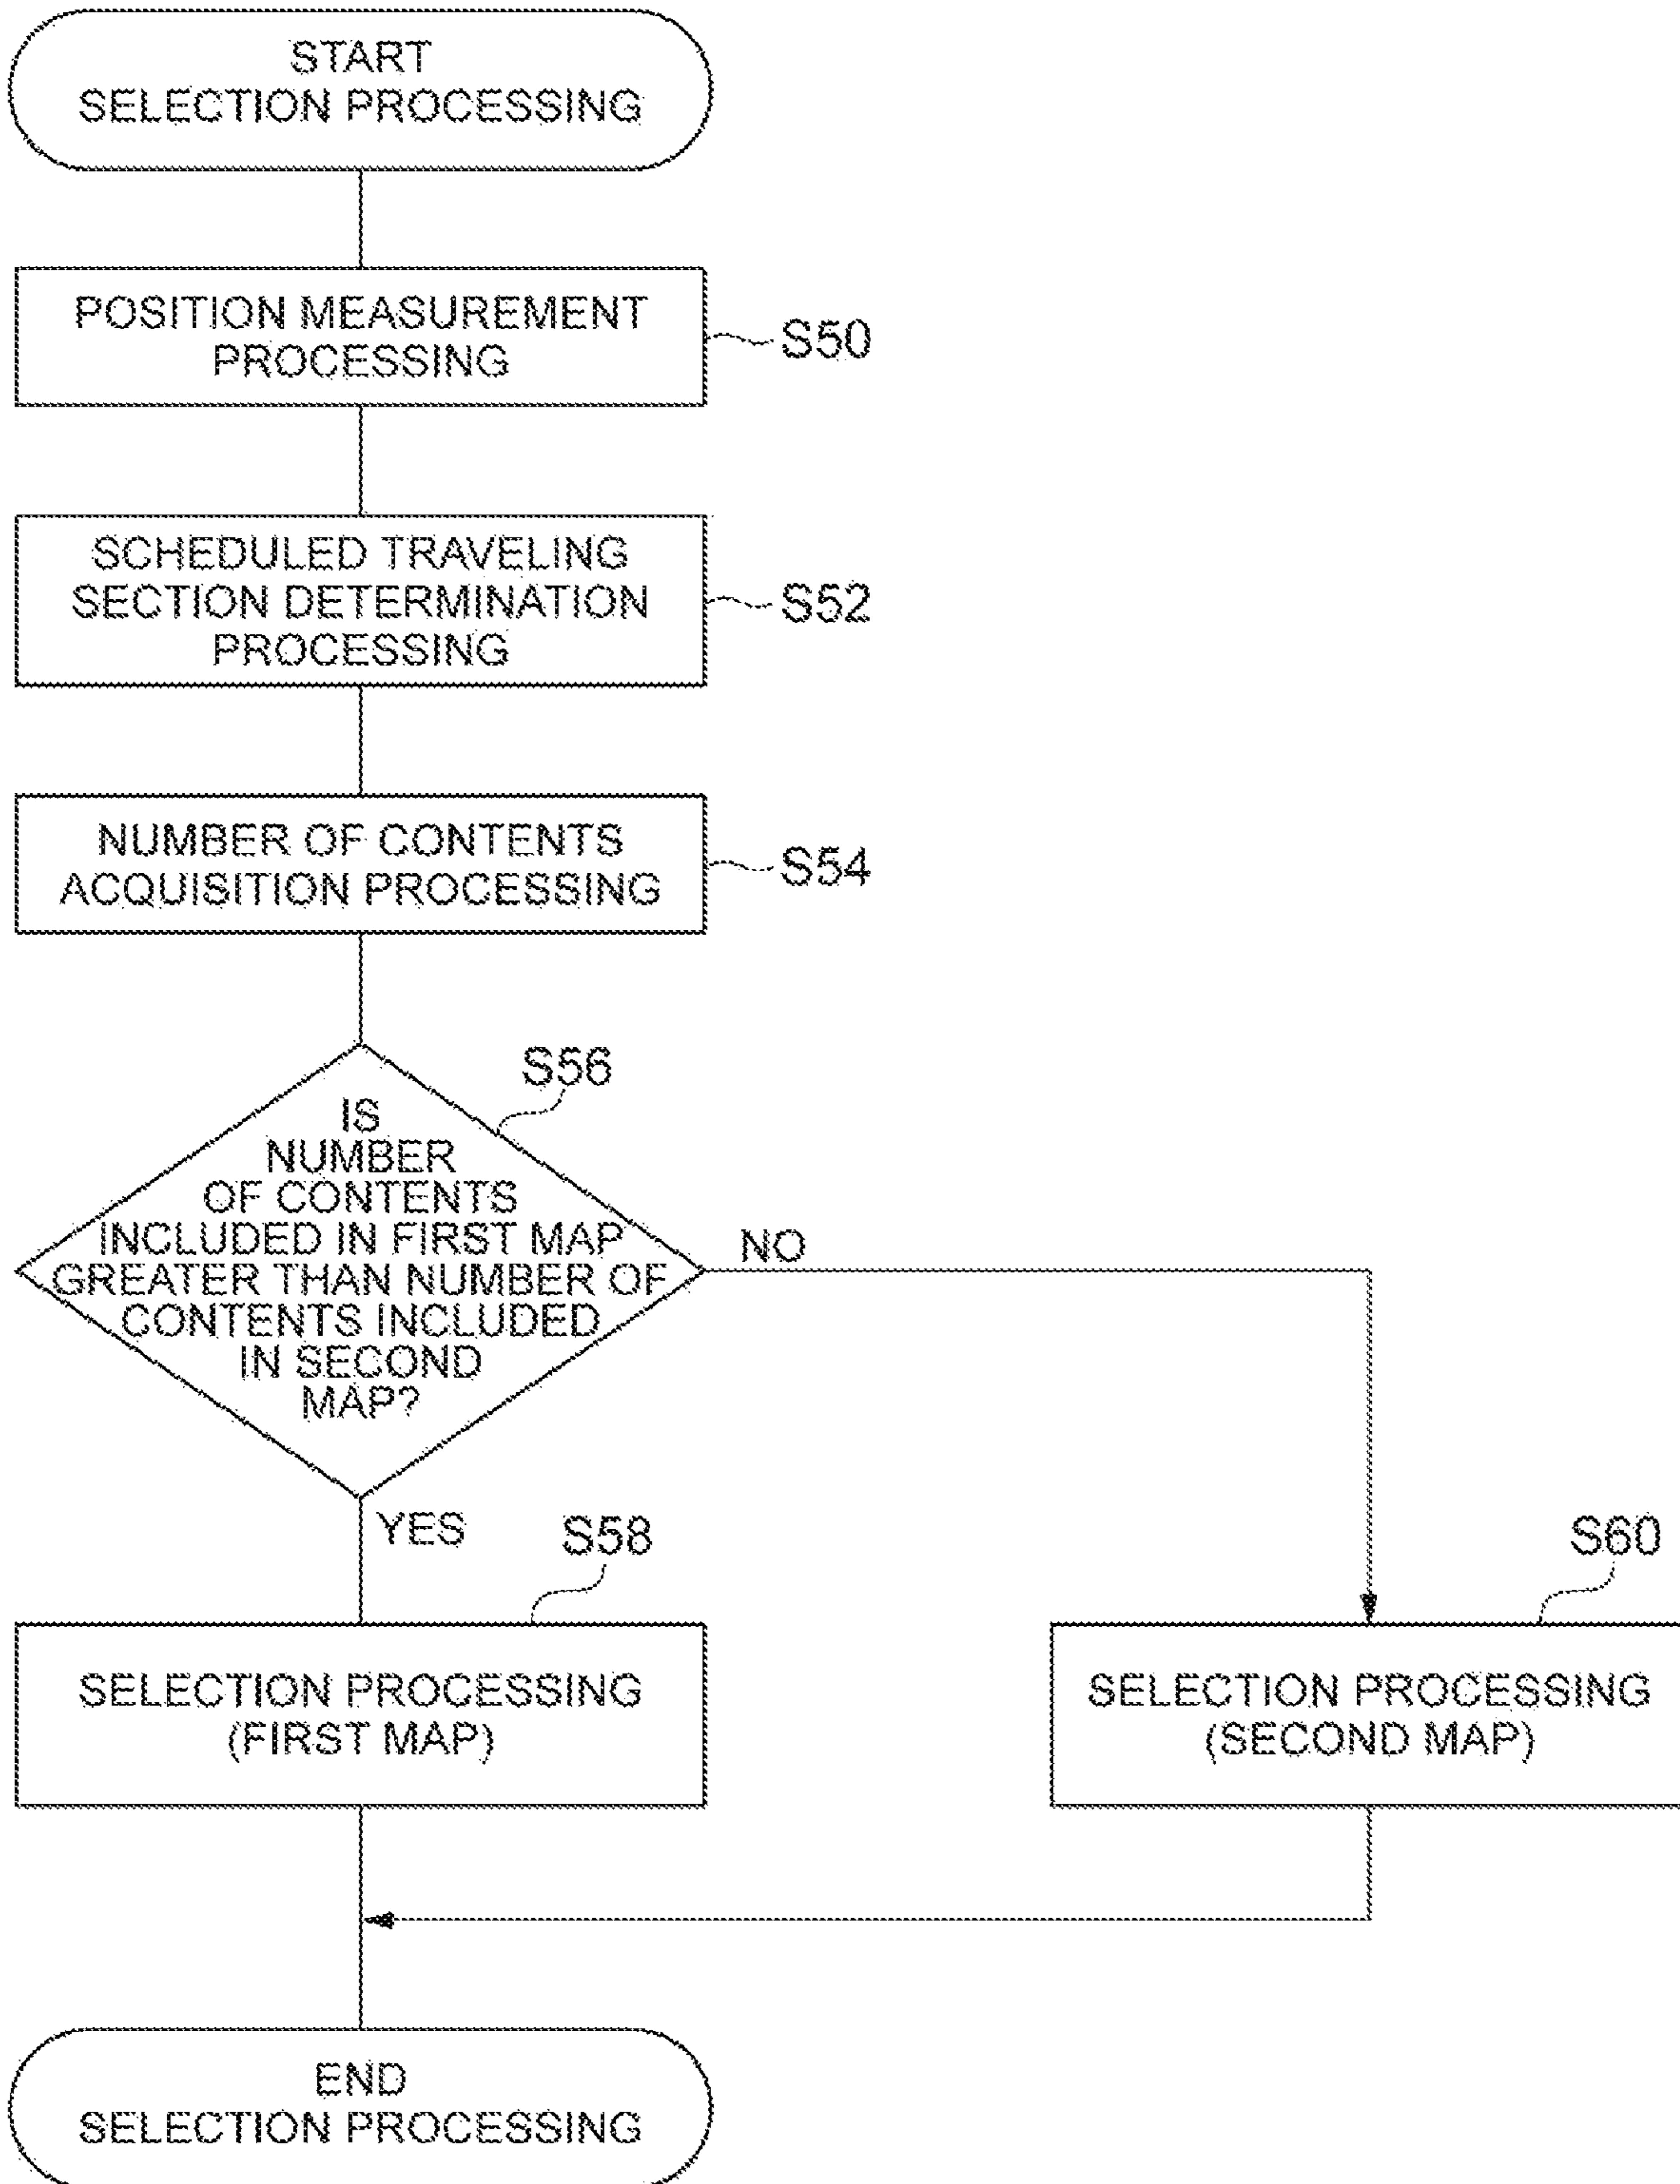 START
SELECTION PROCESSING
POSITION MEASUREMENT
PROCESSING
S50
SCHEDULED TRAVELING
SECTION DETERMINATION
PROCESSING
S52
NUMBER OF CONTENTS
ACQUISITION PROCESSING
S54
S56
IS
NUMBER
OF CONTENTS
INCLUDED IN FIRST MAP
GREATER THAN NUMBER OF
CONTENTS INCLUDED
IN SECOND
MAP?
NO
YES
S58
SELECTION PROCESSING
(FIRST MAP)
S60
SELECTION PROCESSING
(SECOND MAP)
END
SELECTION PROCESSING